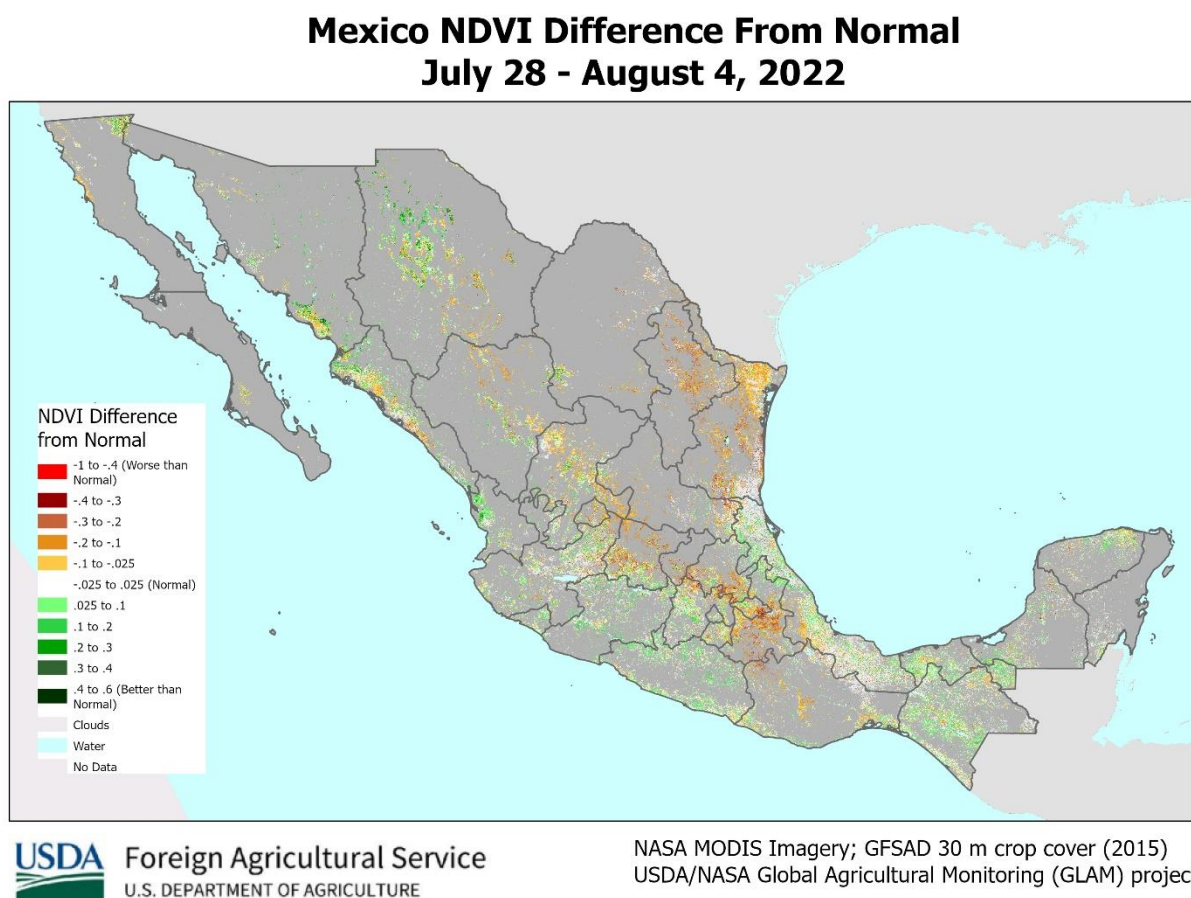 Mexico NDVI Difference From Normal
July 28 - August 4, 2022
NDVI Difference
from Normal
-1 to -.4 (Worse than
Normal)
-.4 to -.3
-.3 to -.2
-.2 to -.1
-.1 to -.025
-.025 to .025 (Normal)
.025 to .1
.1 to .2
.2 to .3
.3 to .4
.4 to .6 (Better than
Normal)
Clouds
Water
No Data
USDA
Foreign Agricultural Service
U.S. DEPARTMENT OF AGRICULTURE
NASA MODIS Imagery; GFSAD 30 m crop cover (2015)
USDA/NASA Global Agricultural Monitoring (GLAM) projec